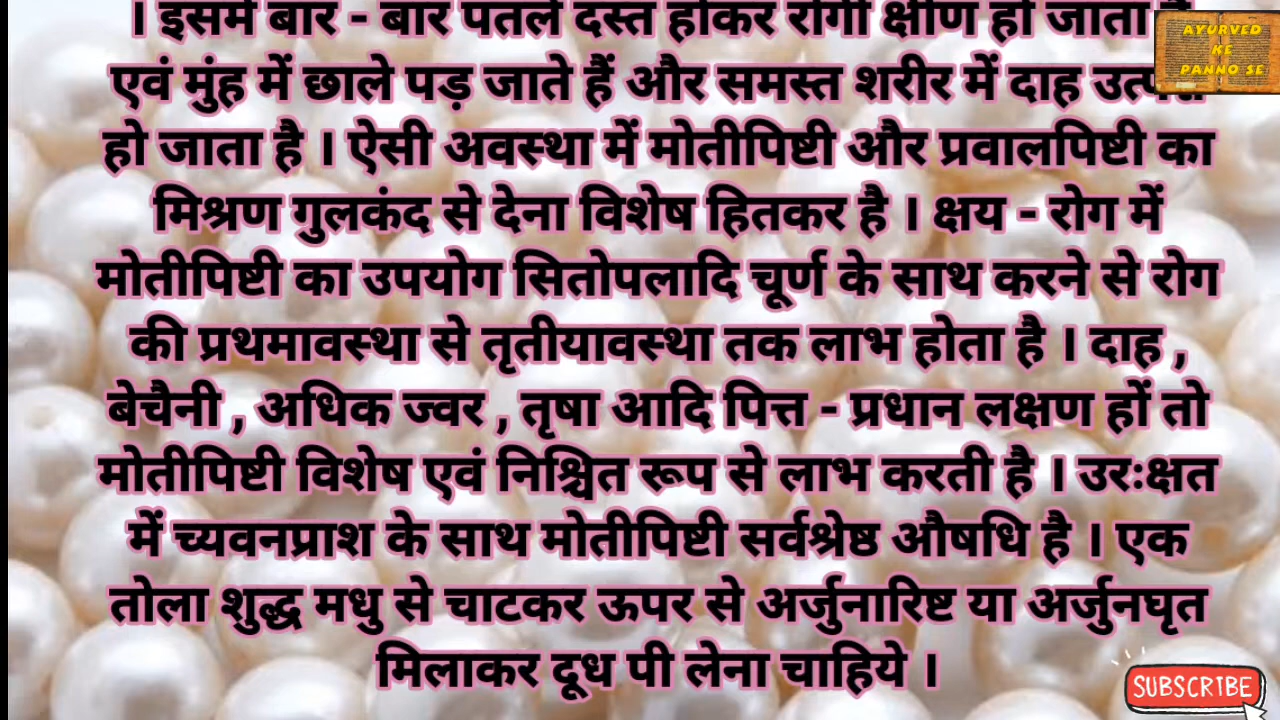 । इसमें बार - बार पतले दस्त होकर रोगी क्षीण हो जाता है
एवं मुंह में छाले पड़ जाते हैं और समस्त शरीर में दाह
हो जाता है । ऐसी अवस्था में मोतीपिष्टी और प्रवालपिष्टी का
मिश्रण गुलकंद से देना विशेष हितकर है । क्षय - रोग में
मोतीपिष्टी का उपयोग सितोपलादि चूर्ण के साथ करने से रोग
की प्रथमावस्था से तृतीयावस्था तक लाभ होता है । दाह ,
बेचैनी , अधिक ज्वर , तृषा आदि पित्त - प्रधान लक्षण हों तो
मोतीपिष्टी विशेष एवं निश्चित रूप से लाभ करती है । उरःक्षत
में च्यवनप्राश के साथ मोतीपिष्टी सर्वश्रेष्ठ औषधि है । एक
तोला शुद्ध मधु से चाटकर ऊपर से अर्जुनारिष्ट या अर्जुनघृत
मिलाकर दूध पी लेना चाहिये ।
AYURVED
KE
PANNO SE
SUBSCRIBE